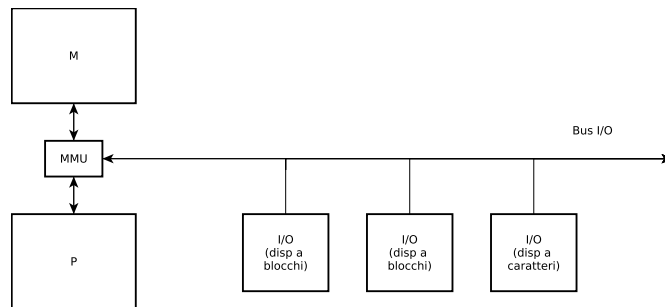 M
Bus I/O
MMU
P
I/O
(disp a
blocchi)
I/O
(disp a
blocchi)
I/O
(disp a
caratteri)